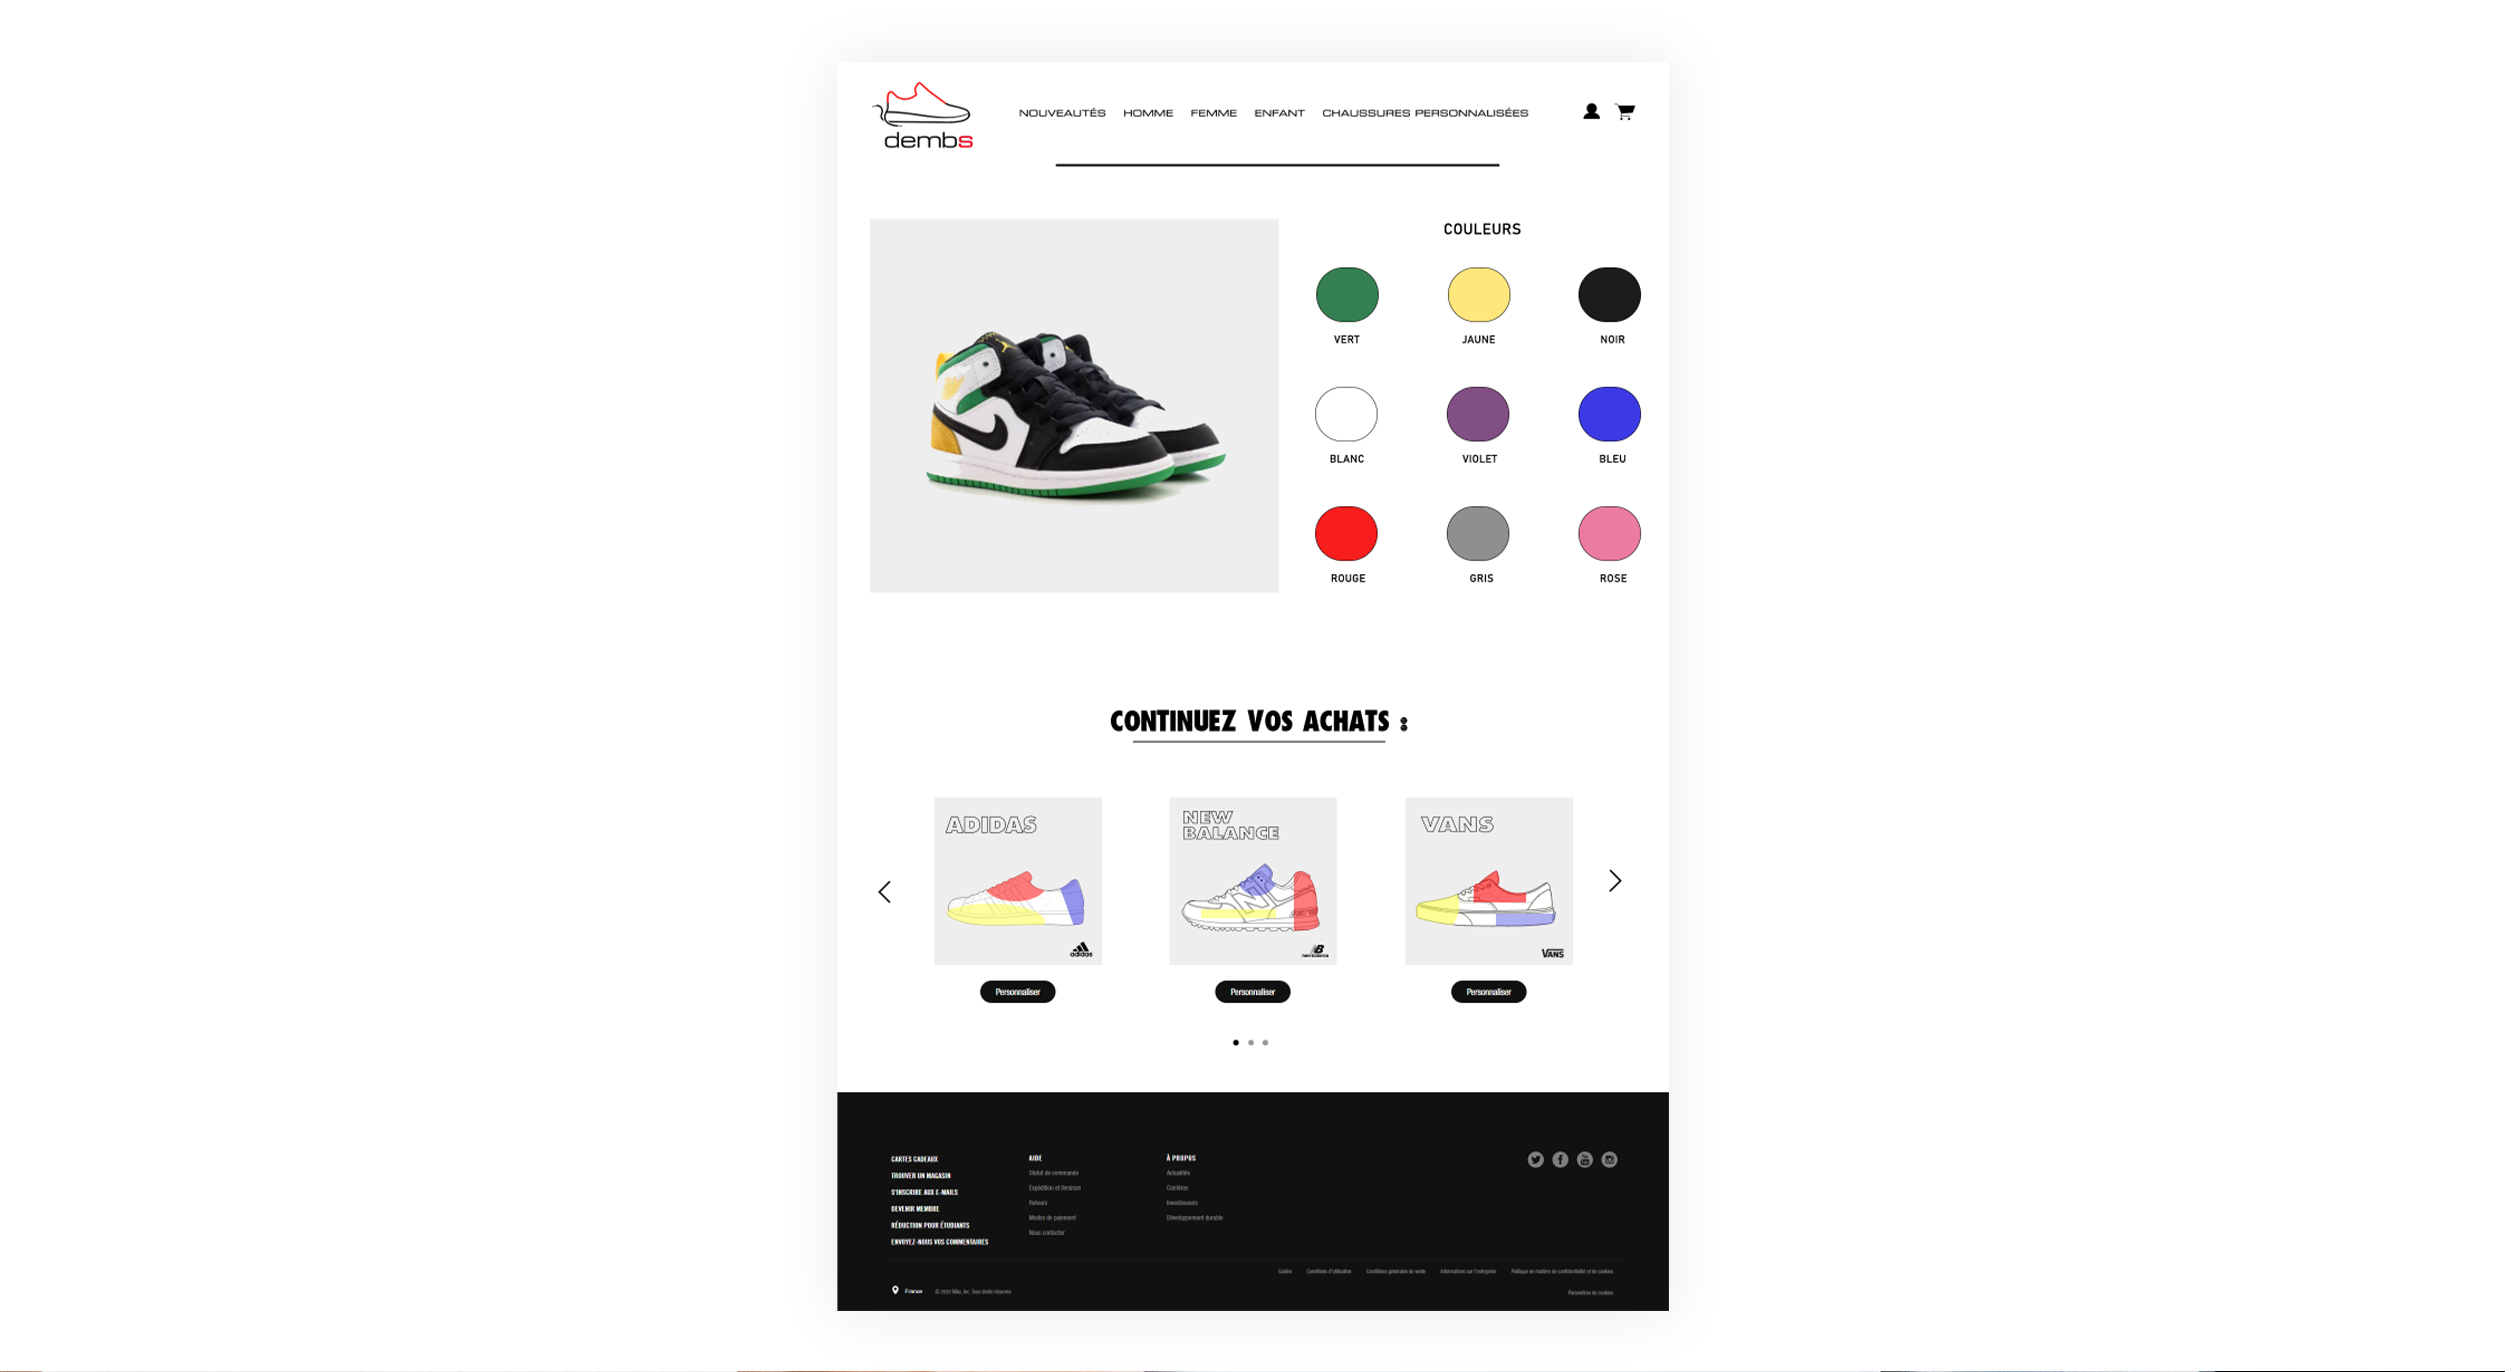 dembs
NOUVEAUTÉS HOMME FEMME ENFANT CHAUSSURES PERSONNALISÉES
COULEURS
VERT JAUNE NOIR
BLANC VIOLET BLEU
ROUGE GRIS ROSE
CONTINUEZ VOS ACHATS :
ADIDAS
NEW
BALANCE
VANS
adidas
new balance
VANS
Personnaliser Personnaliser Personnaliser
CARTES CADEAUX
TROUVER UN MAGASIN
S'INSCRIRE AUX E-MAILS
DEVENIR MEMBRE
RÉDUCTION POUR ÉTUDIANTS
ENVOYEZ-NOUS VOS COMMENTAIRES
AIDE
Statut de commande
Expédition et livraison
Retours
Modes de paiement
Nous contacter
À PROPOS
Actualités
Carrières
Investisseurs
Développement durable
You
Tube
Guides Conditions d'utilisation Conditions générales de vente Informations sur l'entreprise Politique en matière de confidentialité et de cookies
France © 2020 Nike, Inc. Tous droits réservés
Paramètres de cookies